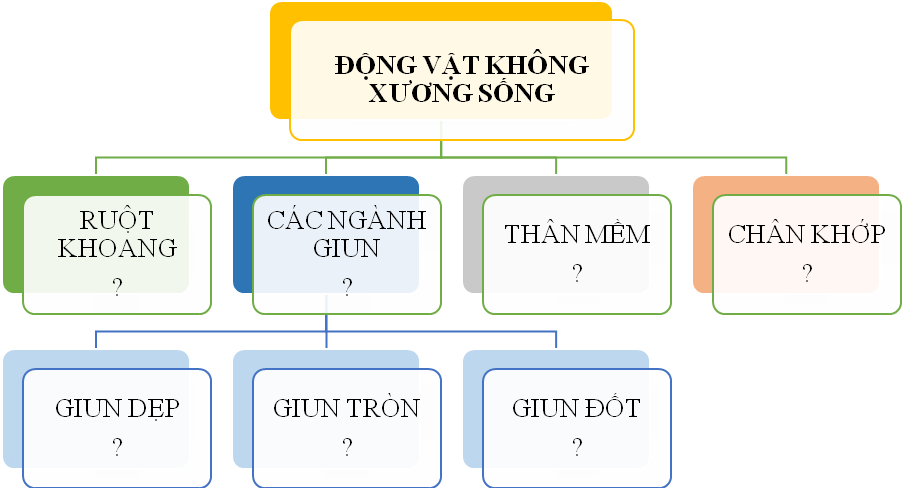 ĐỘNG VẬT KHÔNG
XƯƠNG SỐNG
RUỘT
KHOANG
?
CÁC NGÀNH
GIUN
?
THÂN MỀM
?
CHÂN KHỚP
?
GIUN DẸP
?
GIUN TRÒN
?
GIUN ĐỐT
?